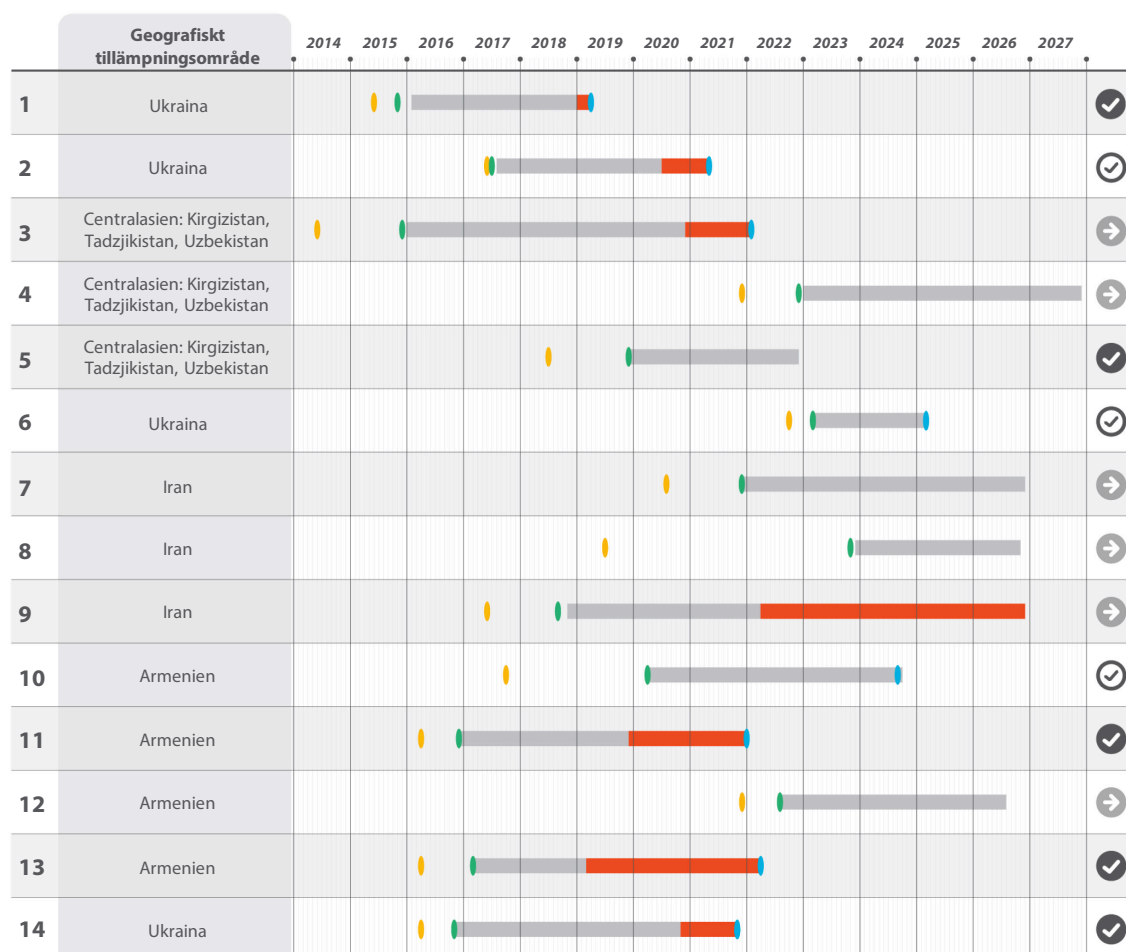 Geografiskt
tillämpningsområde
2014 2015 2016 2017 2018 2019 2020 2021 2022 2023 2024 2025 2026 2027
1 Ukraina
2 Ukraina
3 Centralasien: Kirgizistan,
Tadzjikistan, Uzbekistan
4 Centralasien: Kirgizistan,
Tadzjikistan, Uzbekistan
5 Centralasien: Kirgizistan,
Tadzjikistan, Uzbekistan
6 Ukraina
7 Iran
8 Iran
9 Iran
10 Armenien
11 Armenien
12 Armenien
13 Armenien
14 Ukraina